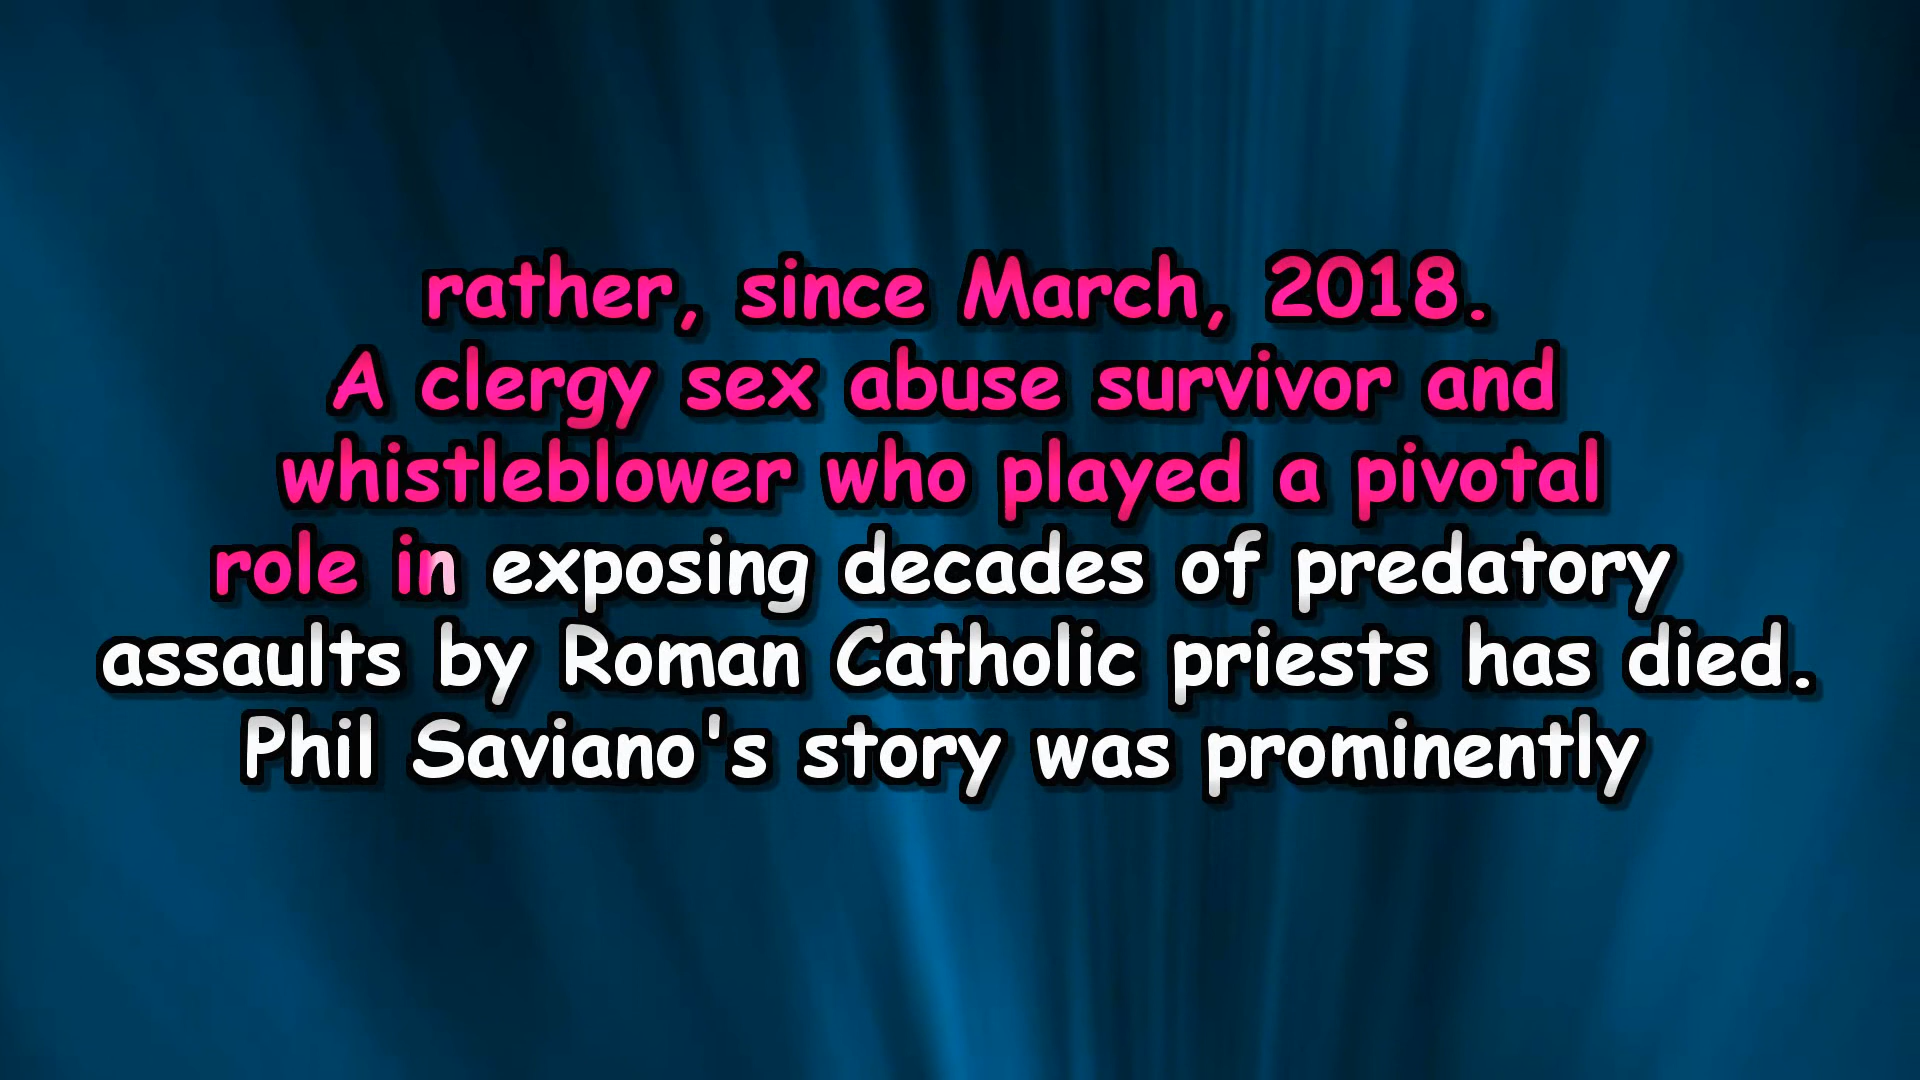 rather, since March, 2018.
A clergy sex abuse survivor and
whistleblower who played a pivotal
role in exposing decades of predatory
assaults by Roman Catholic priests has died.
Phil Saviano's story was prominently